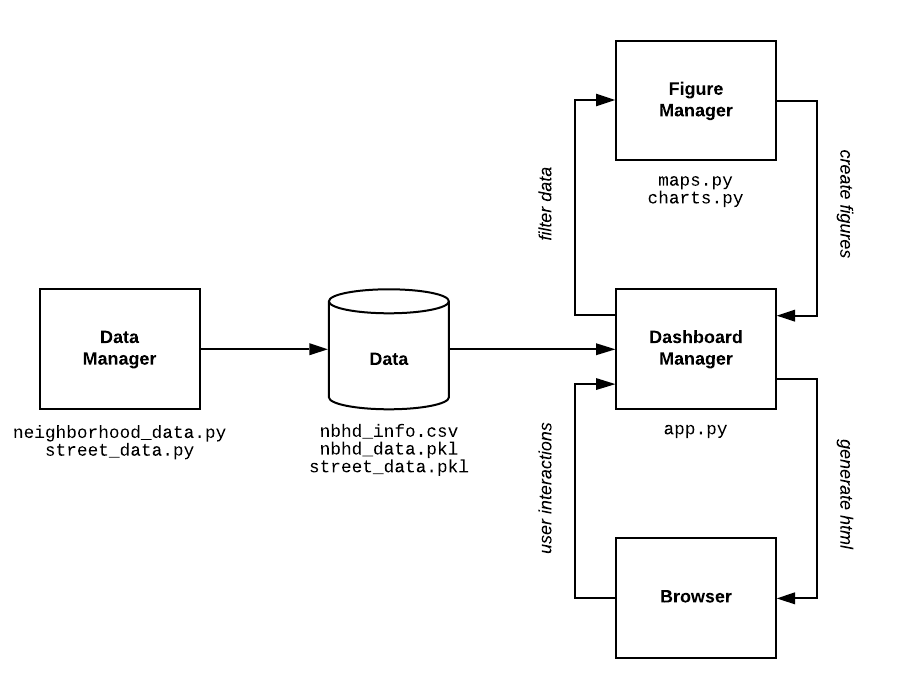 Figure
Manager
maps.py
charts.py
filter data
create figures
Data
Manager
neighborhood_data.py
street_data.py
Data
nbhd_info.csv
nbhd_data.pkl
street_data.pkl
Dashboard
Manager
app.py
user interactions
generate html
Browser